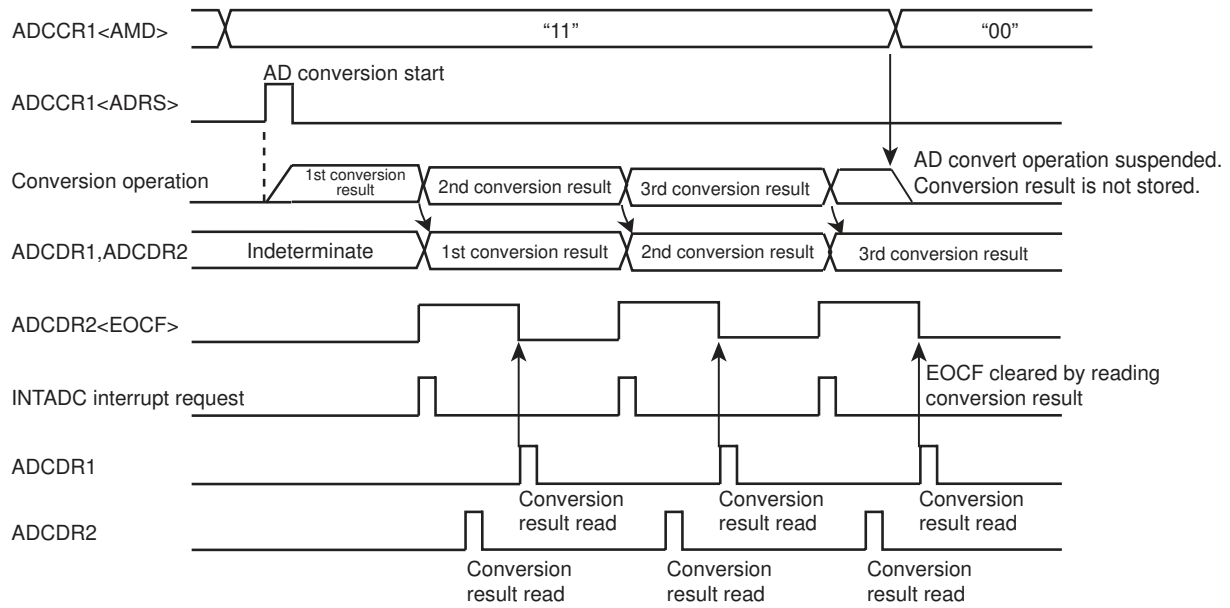 ADCCR1<AMD>
“11”
“00”
AD conversion start
ADCCR1<ADRS>
Conversion operation
1st conversion
result
2nd conversion result
3rd conversion result
AD convert operation suspended.
Conversion result is not stored.
ADCDR1,ADCDR2
Indeterminate
1st conversion result
2nd conversion result
3rd conversion result
ADCDR2<EOCF>
EOCF cleared by reading
conversion result
INTADC interrupt request
ADCDR1
Conversion
result read
Conversion
result read
Conversion
result read
ADCDR2
Conversion
result read
Conversion
result read
Conversion
result read